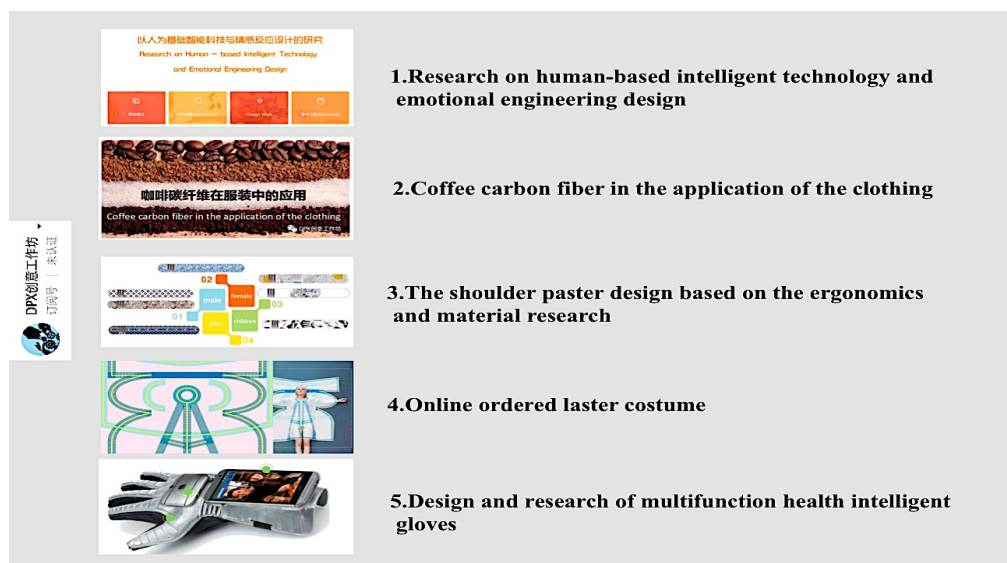 DPX创意工作坊
订阅号 | 未认证
以人为基础智能科技与情感反应设计的研究
Research on Human - based Intelligent Technology
and Emotional Engineering Design
1.Research on human-based intelligent technology and
emotional engineering design
咖啡碳纤维在服装中的应用
Coffee carbon fiber in the application of the clothing
DPX创意工作坊
2.Coffee carbon fiber in the application of the clothing
02
male
female
01
03
children
04
3.The shoulder paster design based on the ergonomics
and material research
4.Online ordered laster costume
5.Design and research of multifunction health intelligent
gloves